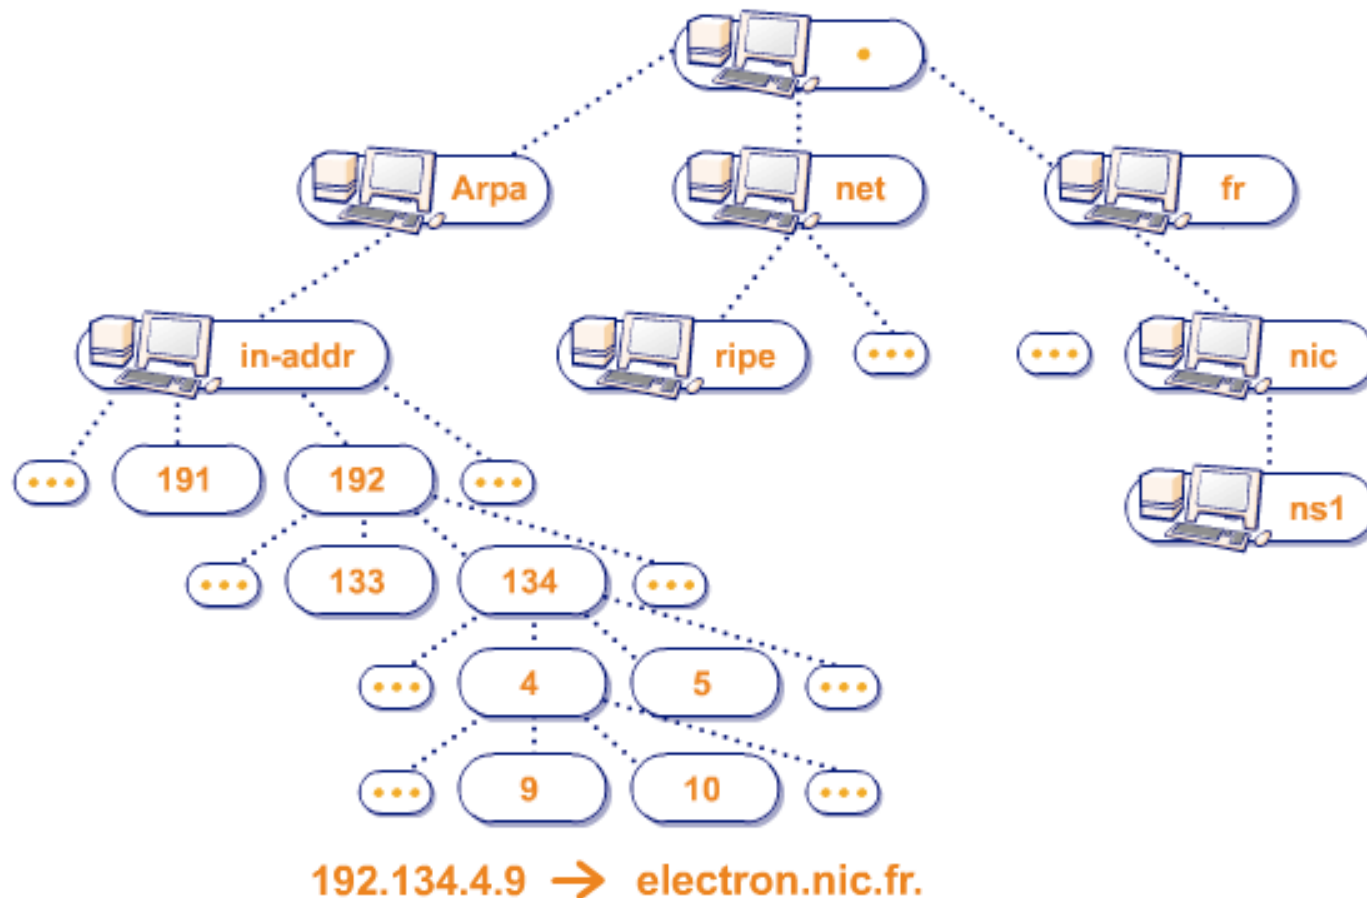 •
Arpa net fr
in-addr ripe ••• ••• nic
••• 191 192 ••• ns1
••• 133 134 •••
••• 4 5 •••
••• 9 10 •••
192.134.4.9 → electron.nic.fr.